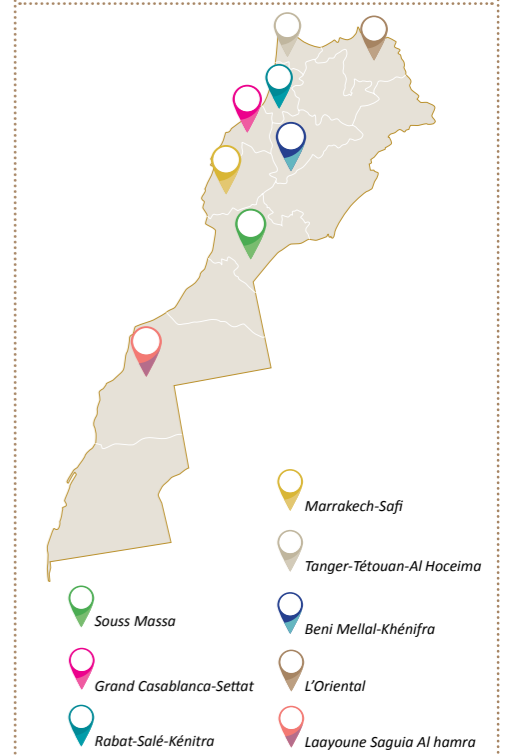 Marrakech-Safi
Tanger-Tétouan-Al Hoceima
Souss Massa
Beni Mellal-Khénifra
Grand Casablanca-Settat
L'Oriental
Rabat-Salé-Kénitra
Laayoune Saguia Al hamra